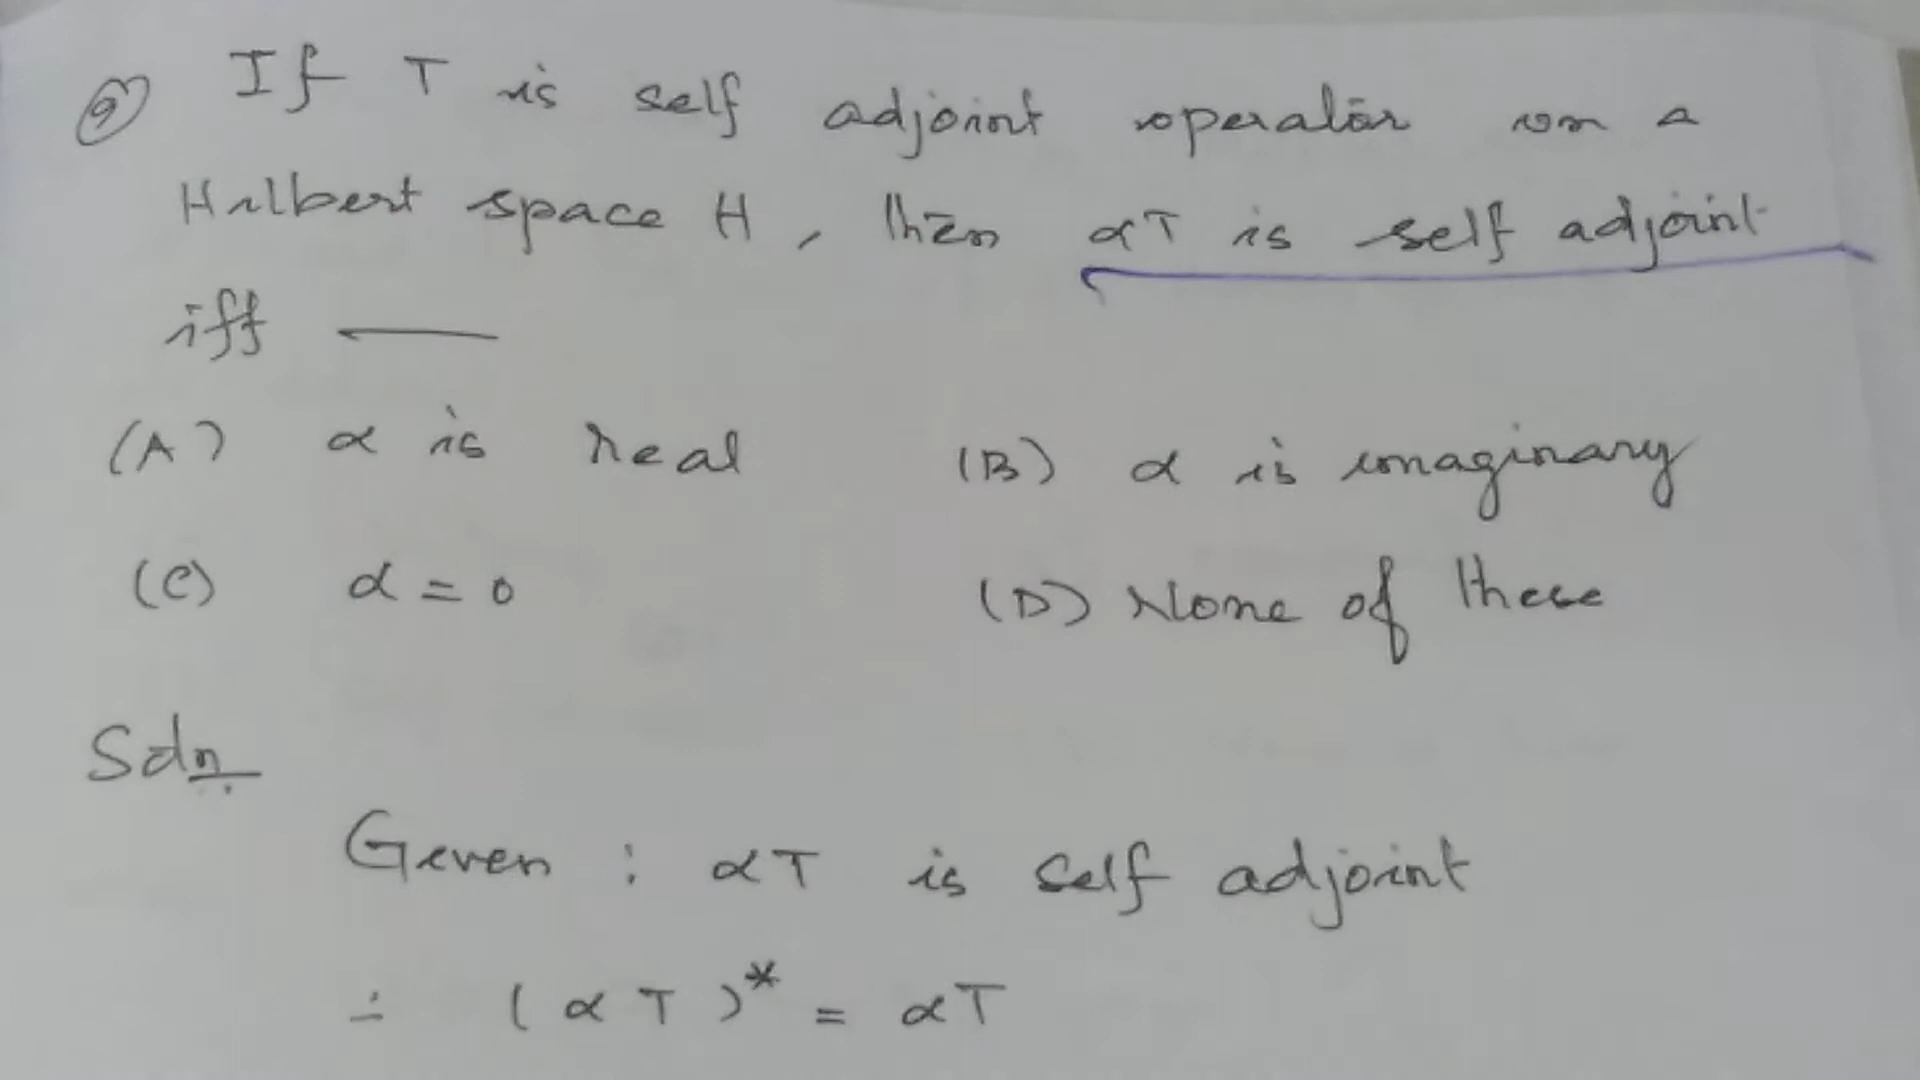 9) If T is self adjoint operator on a
Hilbert space H, then αT is self adjoint
iff ——
(A) α is real (B) α is imaginary
(C) α = 0 (D) None of these
Soln
Given : αT is self adjoint
∴ (αT)* = αT